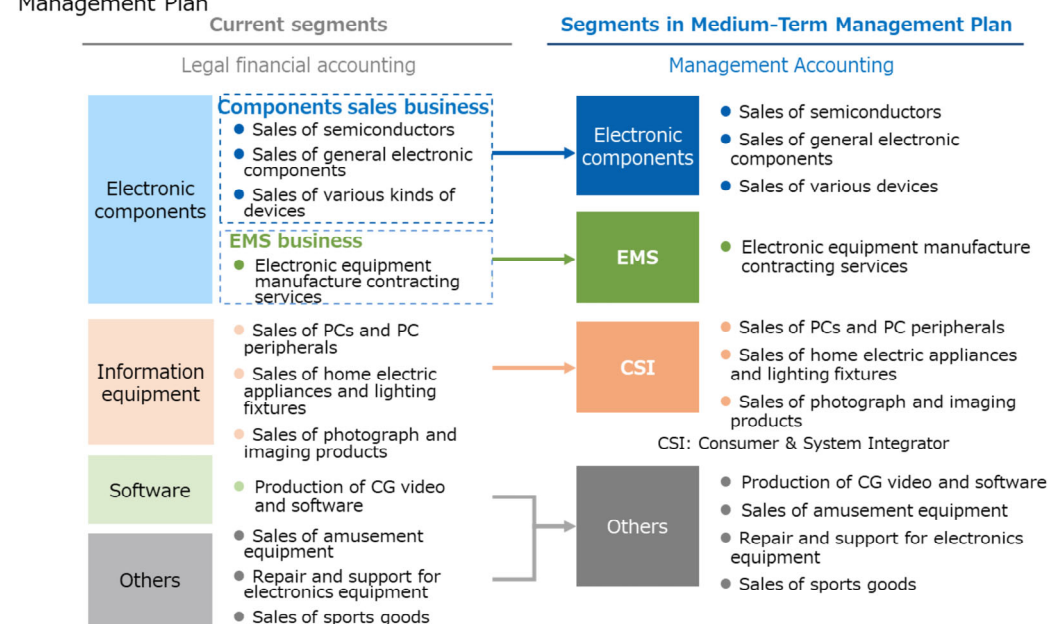 Management Plan
Current segments
Segments in Medium-Term Management Plan
Legal financial accounting
Management Accounting
Electronic
components
Components sales business
● Sales of semiconductors
● Sales of general electronic
components
● Sales of various kinds of
devices
EMS business
● Electronic equipment
manufacture contracting
services
Electronic
components
● Sales of semiconductors
● Sales of general electronic
components
● Sales of various devices
EMS
● Electronic equipment manufacture
contracting services
Information
equipment
● Sales of PCs and PC
peripherals
● Sales of home electric
appliances and lighting
fixtures
● Sales of photograph and
imaging products
CSI
● Sales of PCs and PC peripherals
● Sales of home electric appliances
and lighting fixtures
● Sales of photograph and imaging
products
CSI: Consumer & System Integrator
Software
● Production of CG video
and software
Others
● Sales of amusement
equipment
● Repair and support for
electronics equipment
● Sales of sports goods
Others
● Production of CG video and software
● Sales of amusement equipment
● Repair and support for electronics
equipment
● Sales of sports goods